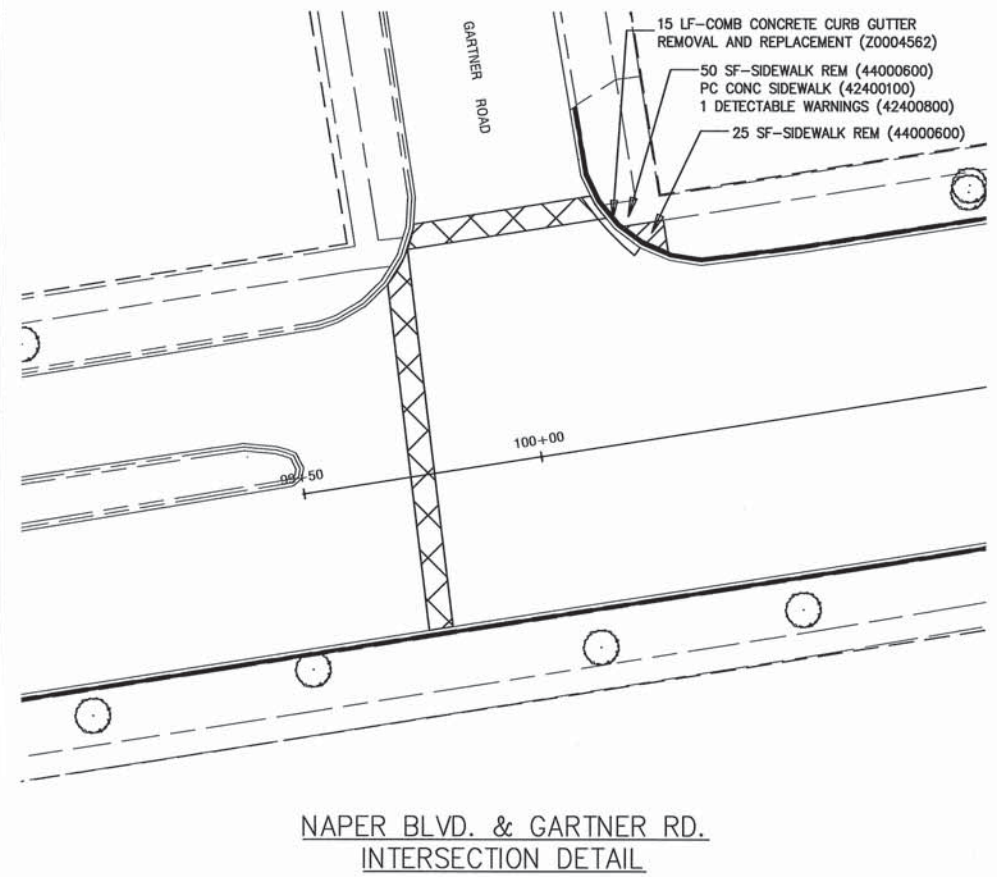 15 LF-COMB CONCRETE CURB GUTTER
REMOVAL AND REPLACEMENT (Z0004562)
50 SF-SIDEWALK REM (44000600)
PC CONC SIDEWALK (42400100)
1 DETECTABLE WARNINGS (42400800)
25 SF-SIDEWALK REM (44000600)
GARTNER
ROAD
100+00
99+50
NAPER BLVD. & GARTNER RD.
INTERSECTION DETAIL